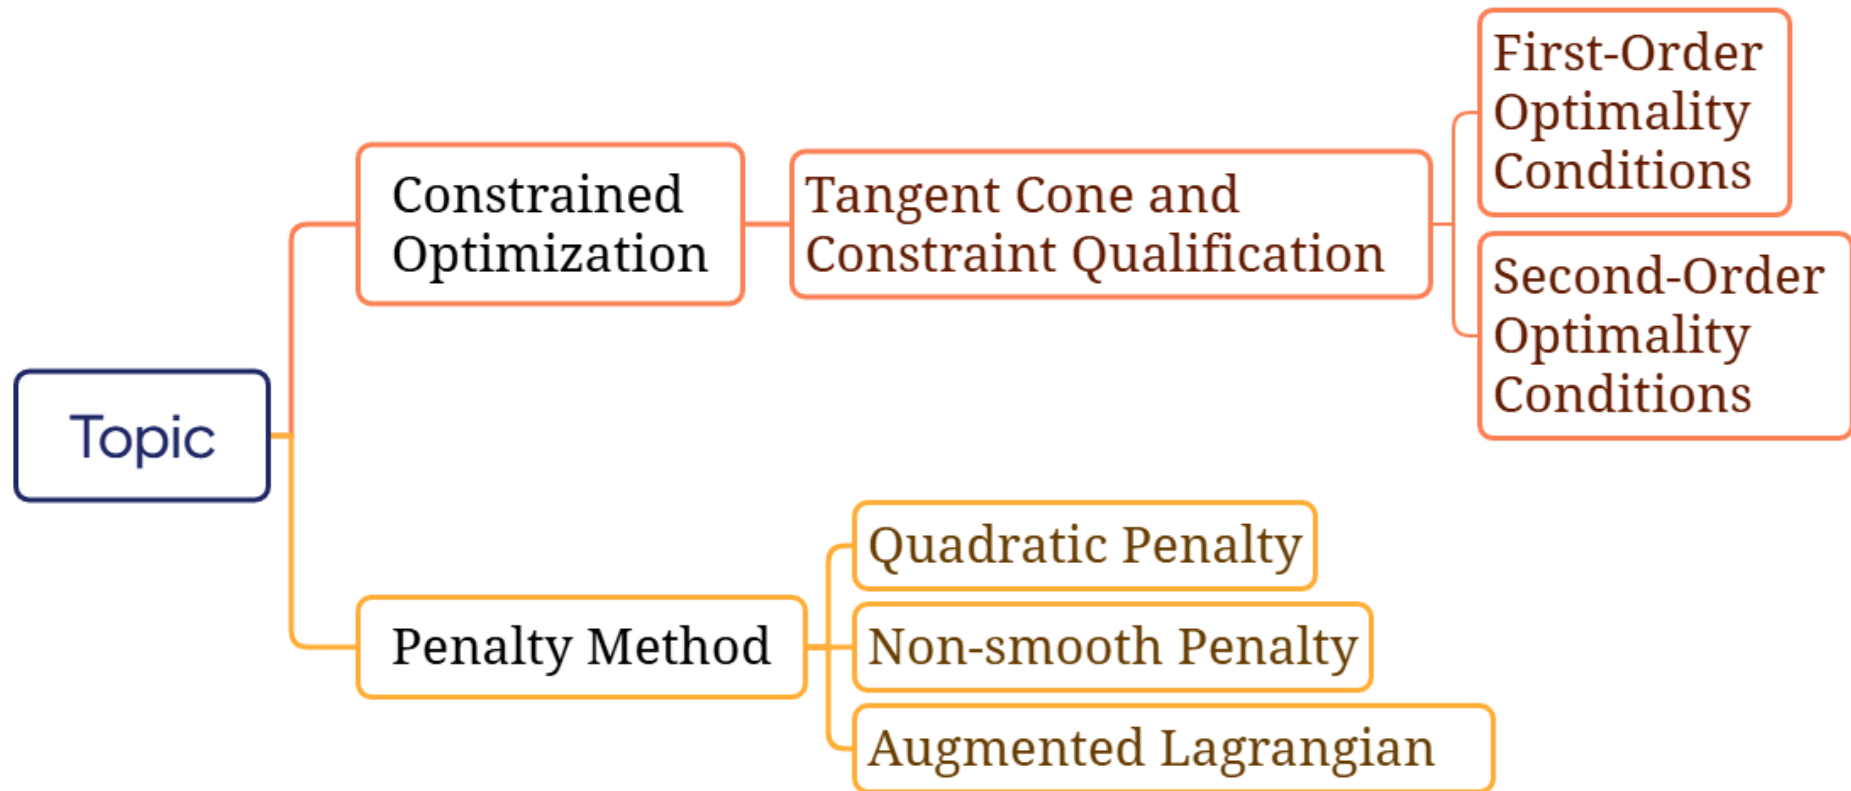 Topic
Constrained
Optimization
Tangent Cone and
Constraint Qualification
First-Order
Optimality
Conditions
Second-Order
Optimality
Conditions
Penalty Method
Quadratic Penalty
Non-smooth Penalty
Augmented Lagrangian